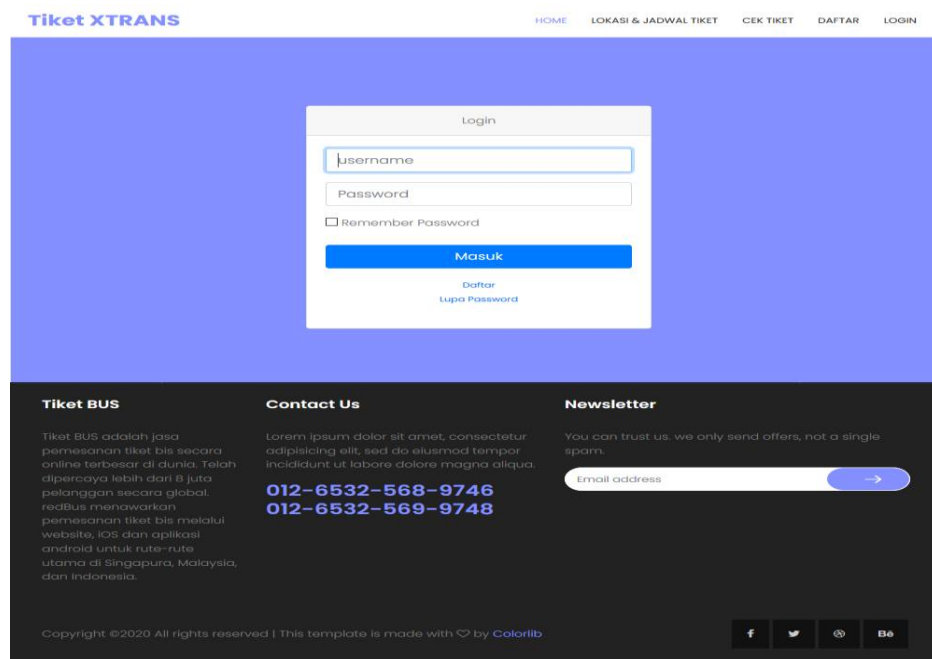 Tiket XTRANS
HOME LOKASI & JADWAL TIKET CEK TIKET DAFTAR LOGIN
Login
username
Password
Remember Password
Masuk
Daftar
Lupa Password
Tiket BUS
Tiket BUS adalah jasa
pemesanan tiket bis secara
online terbesar di dunia. Telah
dipercaya lebih dari 8 juta
pelanggan secara global.
redBus menawarkan
pemesanan tiket bis melalui
website, iOS dan aplikasi
android untuk rute-rute
utama di Singapura, Malaysia,
dan Indonesia.
Contact Us
Lorem ipsum dolor sit amet, consectetur
adipisicing elit, sed do eiusmod tempor
incididunt ut labore dolore magna aliqua.
012-6532-568-9746
012-6532-569-9748
Newsletter
You can trust us. we only send offers, not a single
spam.
Email address
Copyright ©2020 All rights reserved | This template is made with ♡ by Colorlib
Bē